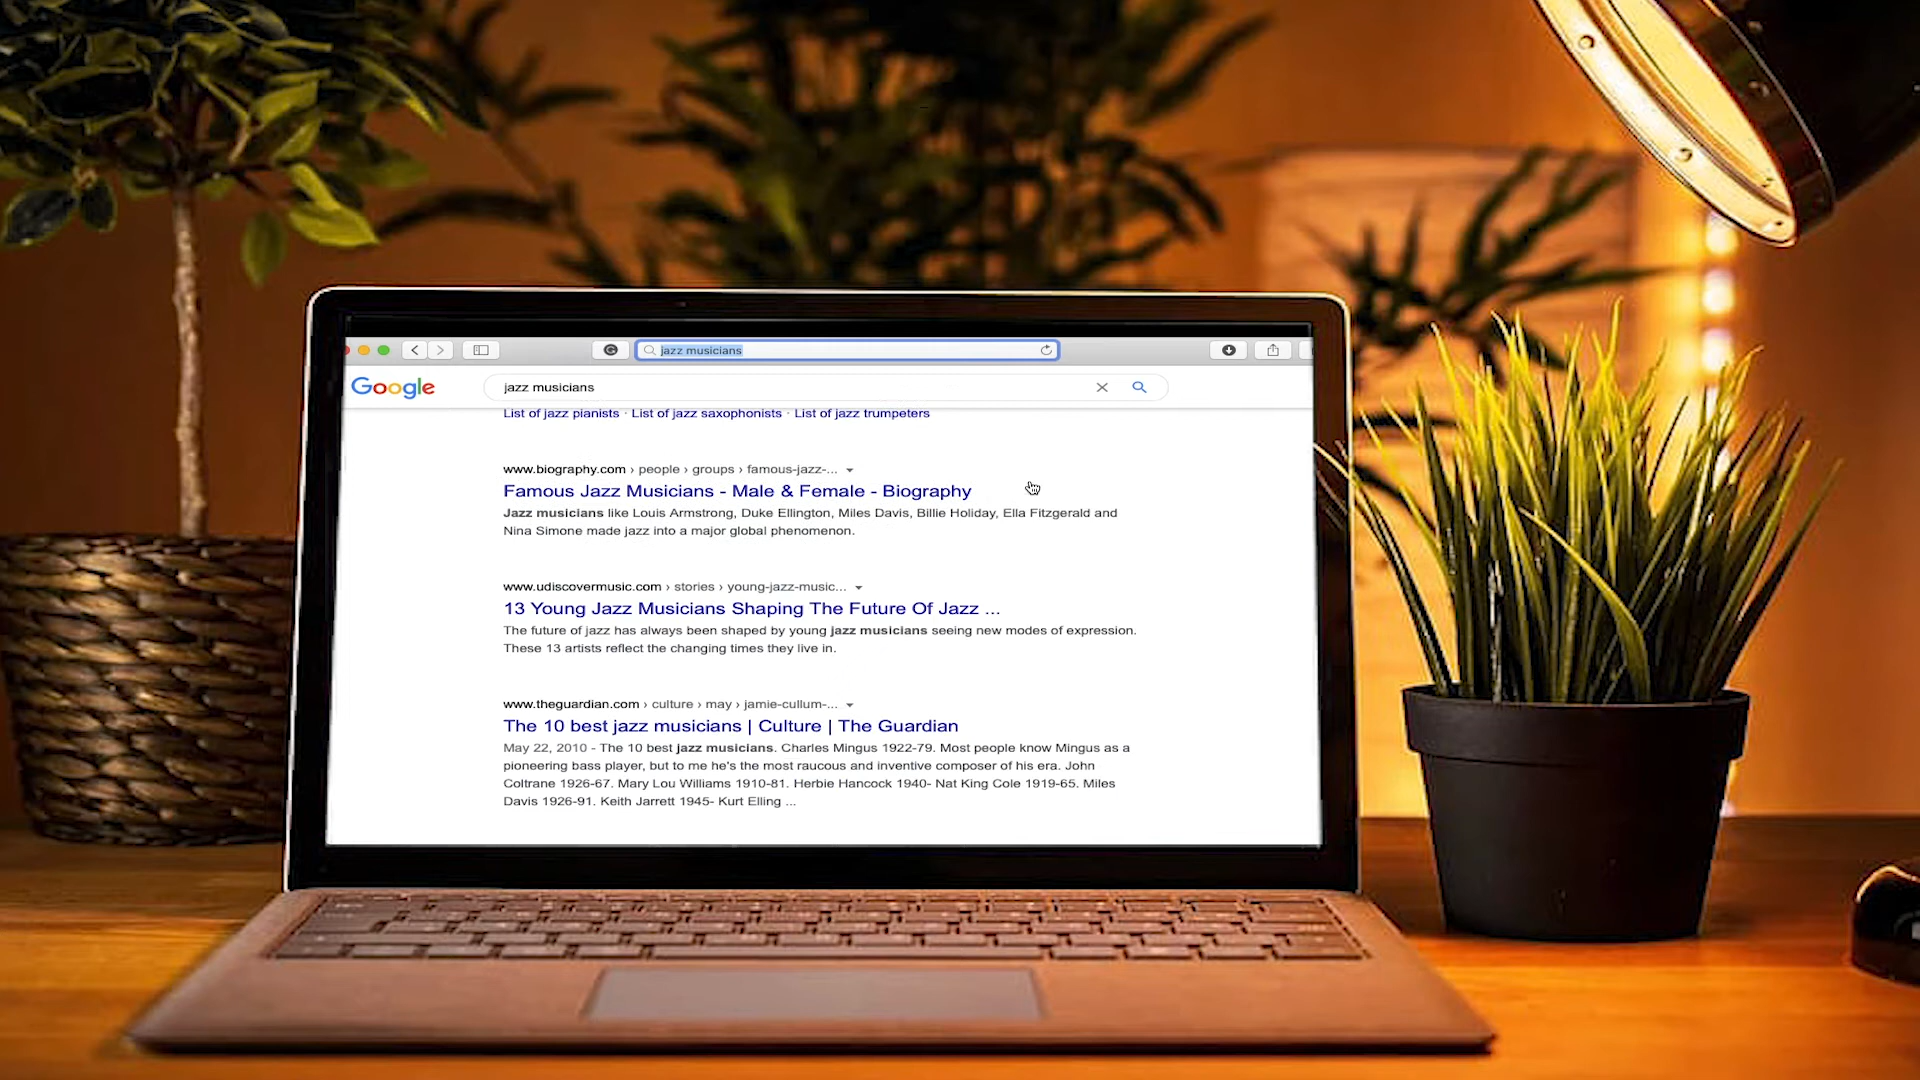 jazz musicians
Google jazz musicians
List of jazz pianists · List of jazz saxophonists · List of jazz trumpeters
www.biography.com › people › groups › famous-jazz-...
Famous Jazz Musicians - Male & Female - Biography
Jazz musicians like Louis Armstrong, Duke Ellington, Miles Davis, Billie Holiday, Ella Fitzgerald and
Nina Simone made jazz into a major global phenomenon.
www.udiscovermusic.com › stories › young-jazz-music...
13 Young Jazz Musicians Shaping The Future Of Jazz ...
The future of jazz has always been shaped by young jazz musicians seeing new modes of expression.
These 13 artists reflect the changing times they live in.
www.theguardian.com › culture › may › jamie-cullum-...
The 10 best jazz musicians | Culture | The Guardian
May 22, 2010 - The 10 best jazz musicians. Charles Mingus 1922-79. Most people know Mingus as a
pioneering bass player, but to me he's the most raucous and inventive composer of his era. John
Coltrane 1926-67. Mary Lou Williams 1910-81. Herbie Hancock 1940- Nat King Cole 1919-65. Miles
Davis 1926-91. Keith Jarrett 1945- Kurt Elling ...